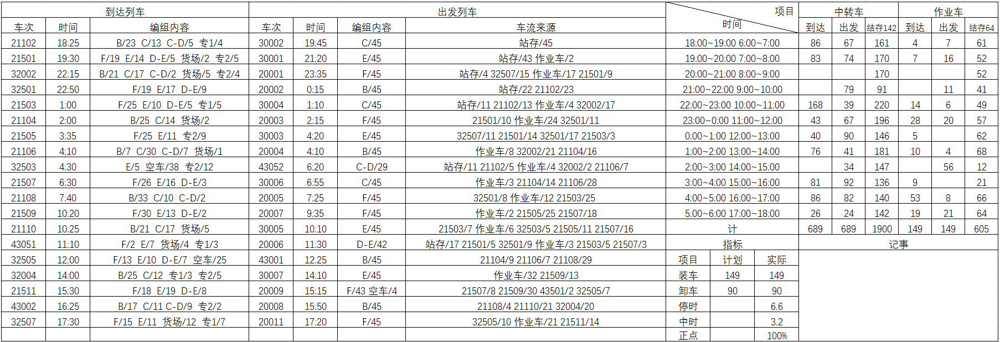 到达列车 出发列车 项目 时间 中转车 作业车
车次 时间 编组内容 车次 时间 编组内容 车流来源 到达 出发 结存142 到达 出发 结存64
21102 18:25 B/23 C/13 C-D/5 专1/4 30002 19:45 C/45 站存/45 18:00~19:00 6:00~7:00 86 67 161 4 7 61
21501 19:30 F/19 E/14 D-E/5 货场/2 专2/5 30001 21:20 E/45 站存/43 作业车/2 19:00~20:00 7:00~8:00 83 74 170 7 16 52
32002 22:15 B/21 C/17 C-D/2 货场/5 专2/4 20001 23:35 F/45 站存/4 32507/15 作业车/17 21501/9 20:00~21:00 8:00~9:00 170 52
32501 22:50 F/19 E/17 D-E/9 20002 0:15 B/45 站存/22 21102/23 21:00~22:00 9:00~10:00 79 91 11 41
21503 1:00 F/25 E/10 D-E/5 专1/5 30004 1:10 C/45 站存/11 21102/13 作业车/4 32002/17 22:00~23:00 10:00~11:00 168 39 220 14 6 49
21104 2:00 B/25 C/14 货场/2 20003 2:15 F/45 21501/10 作业车/24 32501/11 23:00~0:00 11:00~12:00 43 67 196 28 20 57
21505 3:35 F/25 E/11 专2/9 30003 4:20 E/45 32507/11 21501/14 32501/17 21503/3 0:00~1:00 12:00~13:00 40 90 146 5 62
21106 4:10 B/7 C/30 C-D/7 货场/1 20004 4:10 B/45 作业车/8 32002/21 21104/16 1:00~2:00 13:00~14:00 76 41 181 10 4 68
32503 4:30 E/5 空车/38 专2/12 43052 6:20 C-D/29 站存/11 21102/5 作业车/4 32002/2 21106/7 2:00~3:00 14:00~15:00 34 147 56 12
21507 6:30 F/26 E/16 D-E/3 30006 6:55 C/45 作业车/3 21104/14 21106/28 3:00~4:00 15:00~16:00 81 92 136 9 21
21108 7:40 B/33 C/10 C-D/2 20005 7:25 F/45 32501/8 作业车/12 21503/25 4:00~5:00 16:00~17:00 86 82 140 53 8 66
21509 10:20 F/30 E/13 D-E/2 20007 9:35 F/45 作业车/2 21505/25 21507/18 5:00~6:00 17:00~18:00 26 24 142 19 21 64
21110 10:25 B/21 C/17 货场/5 30005 10:10 E/45 21503/7 作业车/6 32503/5 21505/11 21507/16 计 689 689 1900 149 149 605
43051 11:10 F/2 E/7 货场/4 专1/3 20006 11:30 D-E/42 站存/17 21501/5 32501/9 作业车/3 21503/5 21507/3 指标 记事
32505 12:00 F/13 E/10 D-E/7 空车/25 43001 12:25 B/45 21104/9 21106/7 21108/29 项目 计划 实际
32004 14:00 B/25 C/12 专1/3 专2/5 30007 14:10 E/45 作业车/32 21509/13 装车 149 149
21511 15:30 F/18 E/19 D-E/8 20009 15:15 F/43 空车/4 21507/8 21509/30 43501/2 32505/7 卸车 90 90
43002 16:25 B/17 C/11 C-D/9 专2/2 20008 15:50 B/45 21108/4 21110/21 32004/20 停时 6.6
32507 17:30 F/15 E/11 货场/12 专1/7 20011 17:20 F/45 32505/10 作业车/21 21511/14 中时 3.2
正点 100%